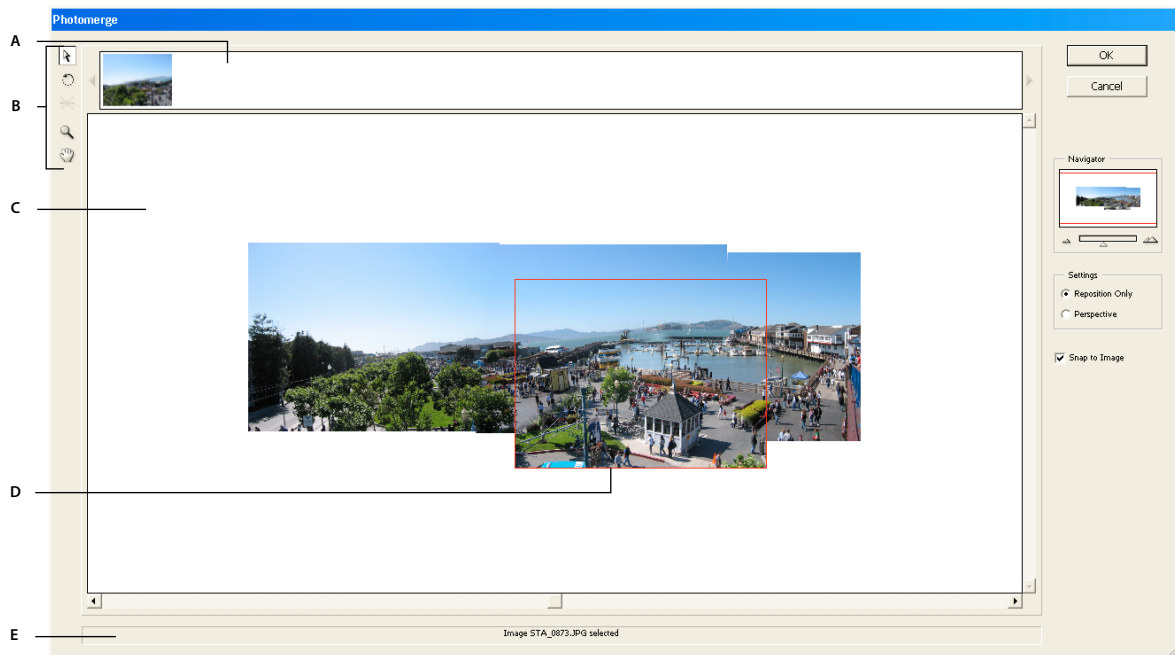 Photomerge
A
B
C
D
E
OK
Cancel
Navigator
Settings
Reposition Only
Perspective
Snap to Image
Image STA_0873.JPG selected